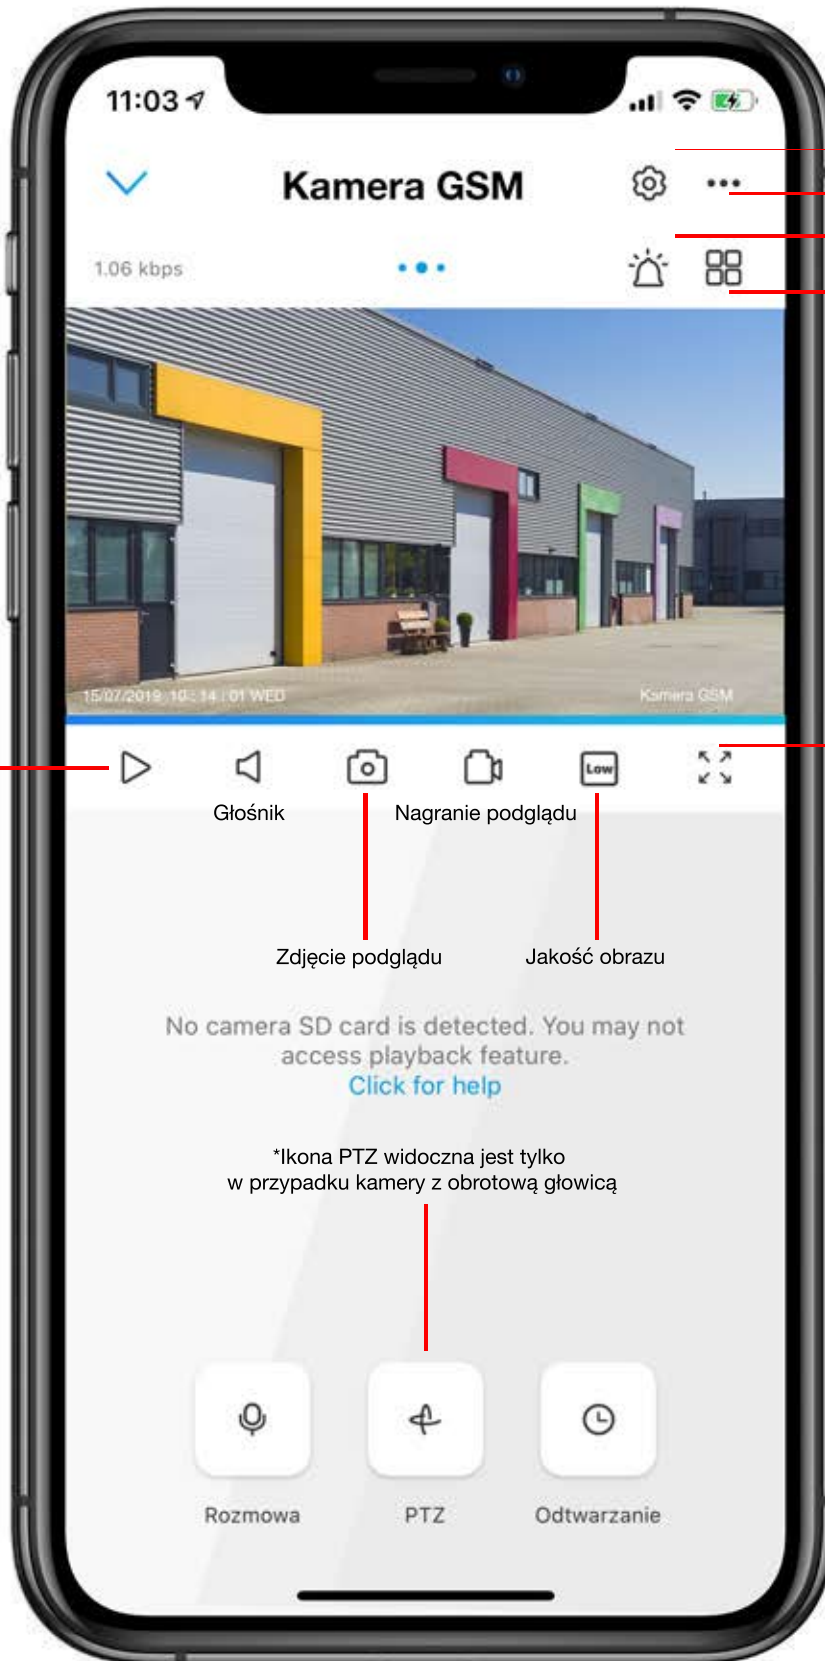 11:03
Kamera GSM
1.06 kbps
15/07/2019 10 : 14 : 01 WED
Kamera GSM
Low
Głośnik
Nagranie podglądu
Zdjęcie podglądu
Jakość obrazu
No camera SD card is detected. You may not
access playback feature.
Click for help
*Ikona PTZ widoczna jest tylko
w przypadku kamery z obrotową głowicą
Rozmowa
PTZ
Odtwarzanie